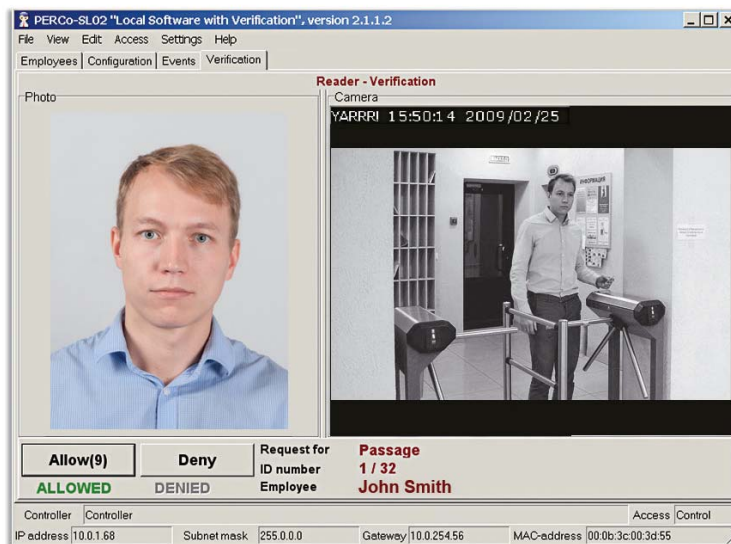 PERCo-SL02 "Local Software with Verification", version 2.1.1.2
File View Edit Access Settings Help
Employees Configuration Events Verification
Reader - Verification
Photo Camera
YARRRI 15:50:14 2009/02/25
ИНФОРМАЦИЯ
Allow(9) Deny Request for Passage
ID number 1 / 32
ALLOWED DENIED Employee John Smith
Controller Controller Access Control
IP address 10.0.1.68 Subnet mask 255.0.0.0 Gateway 10.0.254.56 MAC-address 00:0b:3c:00:3d:55